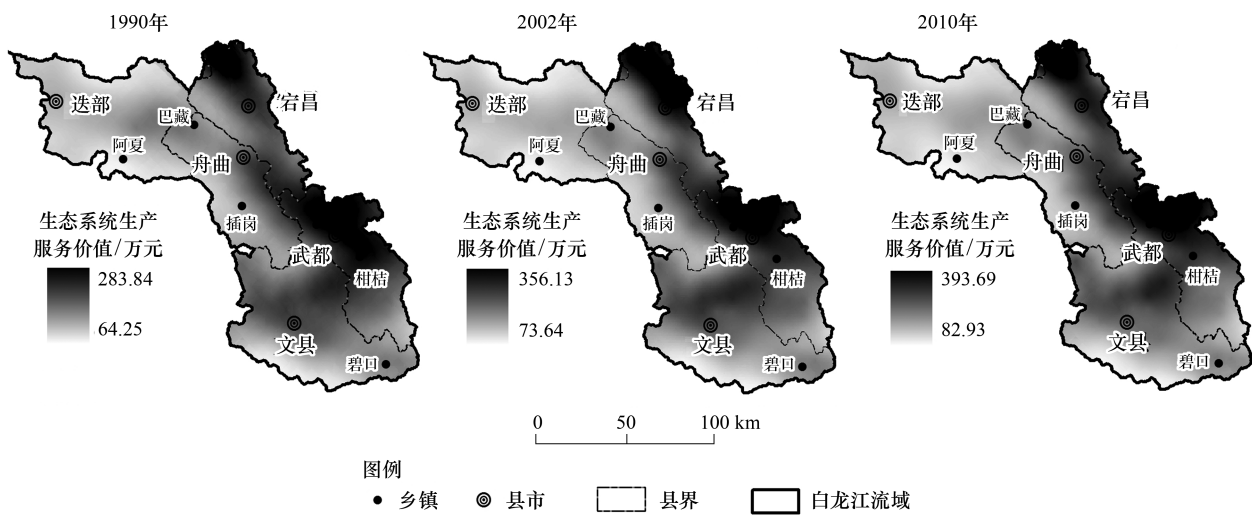 1990年
迭部
宕昌
巴藏
阿夏
舟曲
插岗
武都
柑桔
文县
碧口
生态系统生产
服务价值/万元
283.84
64.25
2002年
迭部
宕昌
巴藏
阿夏
舟曲
插岗
武都
柑桔
文县
碧口
生态系统生产
服务价值/万元
356.13
73.64
2010年
迭部
宕昌
巴藏
阿夏
舟曲
插岗
武都
柑桔
文县
碧口
生态系统生产
服务价值/万元
393.69
82.93
0 50 100 km
图例
乡镇 县市 县界 白龙江流域